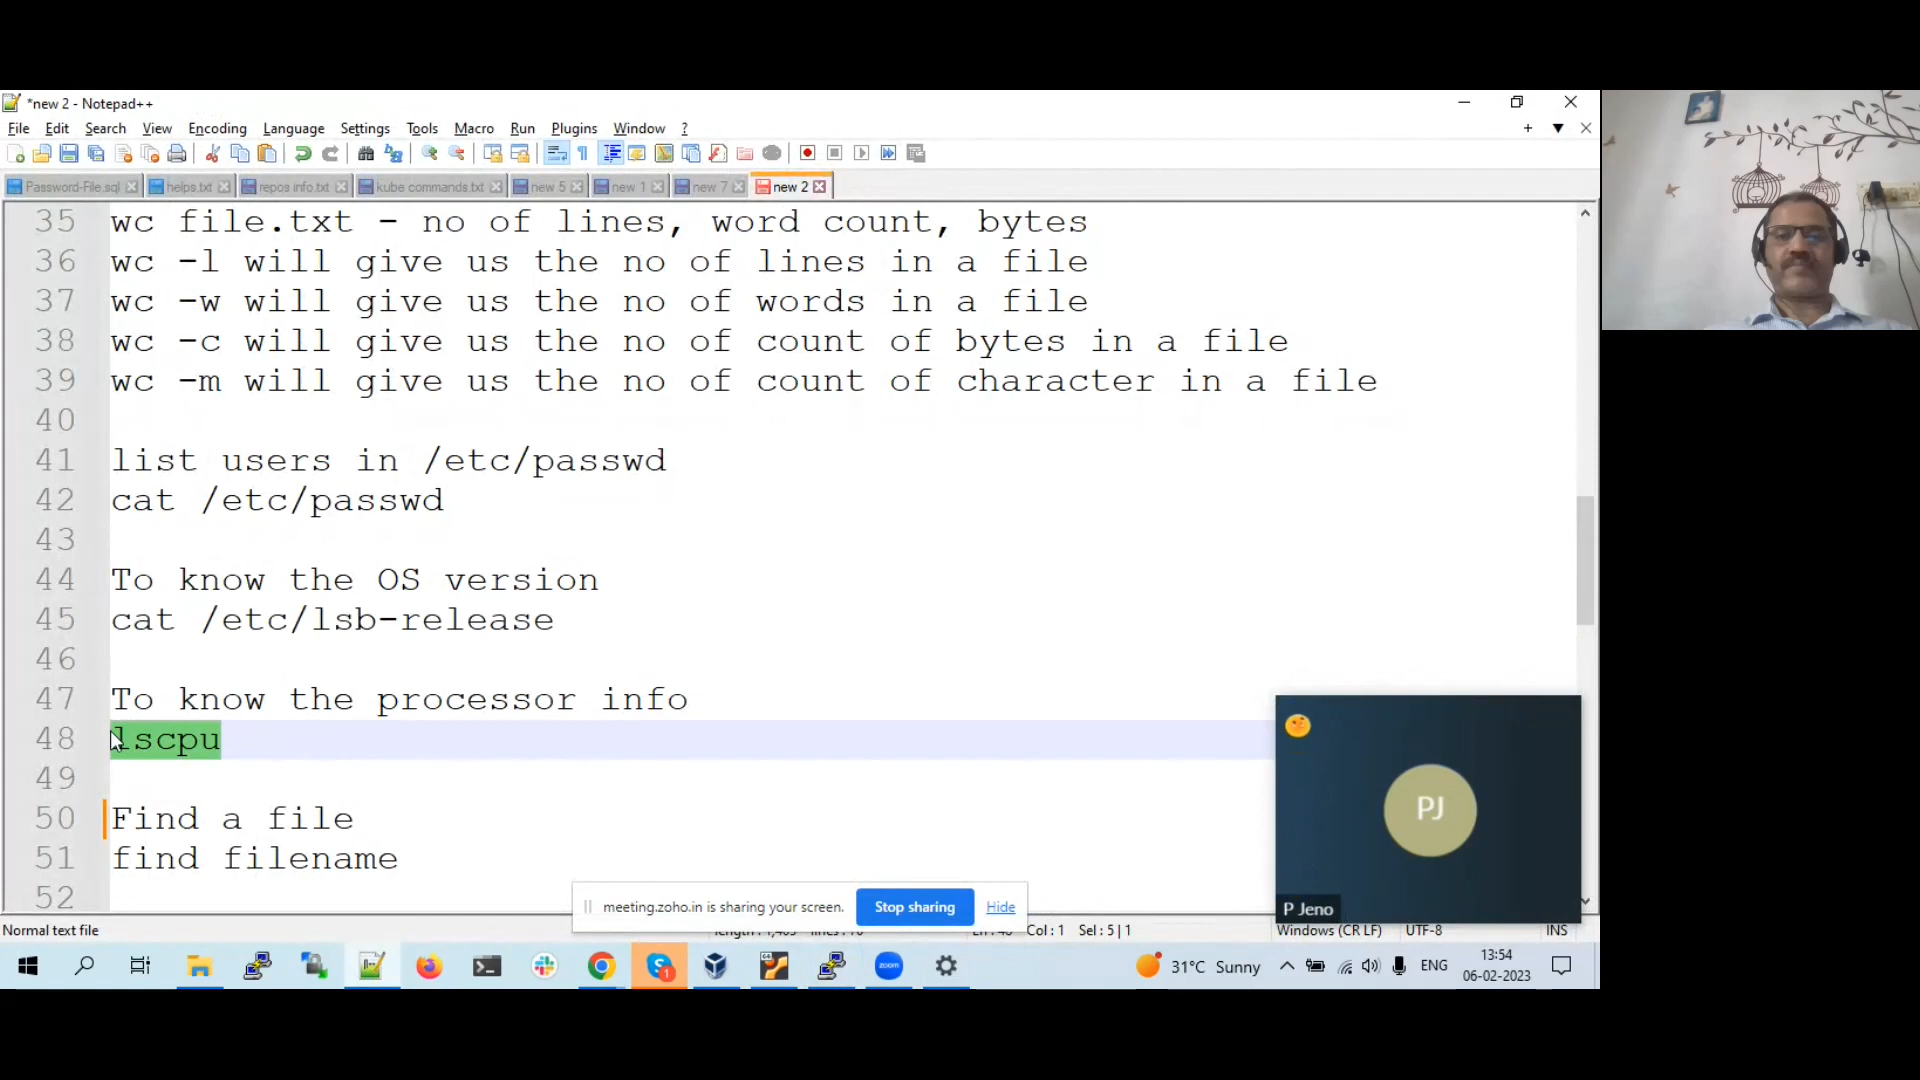 *new 2 - Notepad++
File Edit Search View Encoding Language Settings Tools Macro Run Plugins Window ?
Password-File.sql helps.txt repos info.txt kube commands.txt new 5 new 1 new 7 new 2
35 wc file.txt - no of lines, word count, bytes
36 wc -l will give us the no of lines in a file
37 wc -w will give us the no of words in a file
38 wc -c will give us the no of count of bytes in a file
39 wc -m will give us the no of count of character in a file
40
41 list users in /etc/passwd
42 cat /etc/passwd
43
44 To know the OS version
45 cat /etc/lsb-release
46
47 To know the processor info
48 lscpu
49
50 Find a file
51 find filename
52
PJ
P Jeno
meeting.zoho.in is sharing your screen. Stop sharing Hide
Normal text file Col : 1 Sel : 5 | 1 Windows (CR LF) UTF-8 INS
zoom
31°C Sunny ENG
13:54
06-02-2023